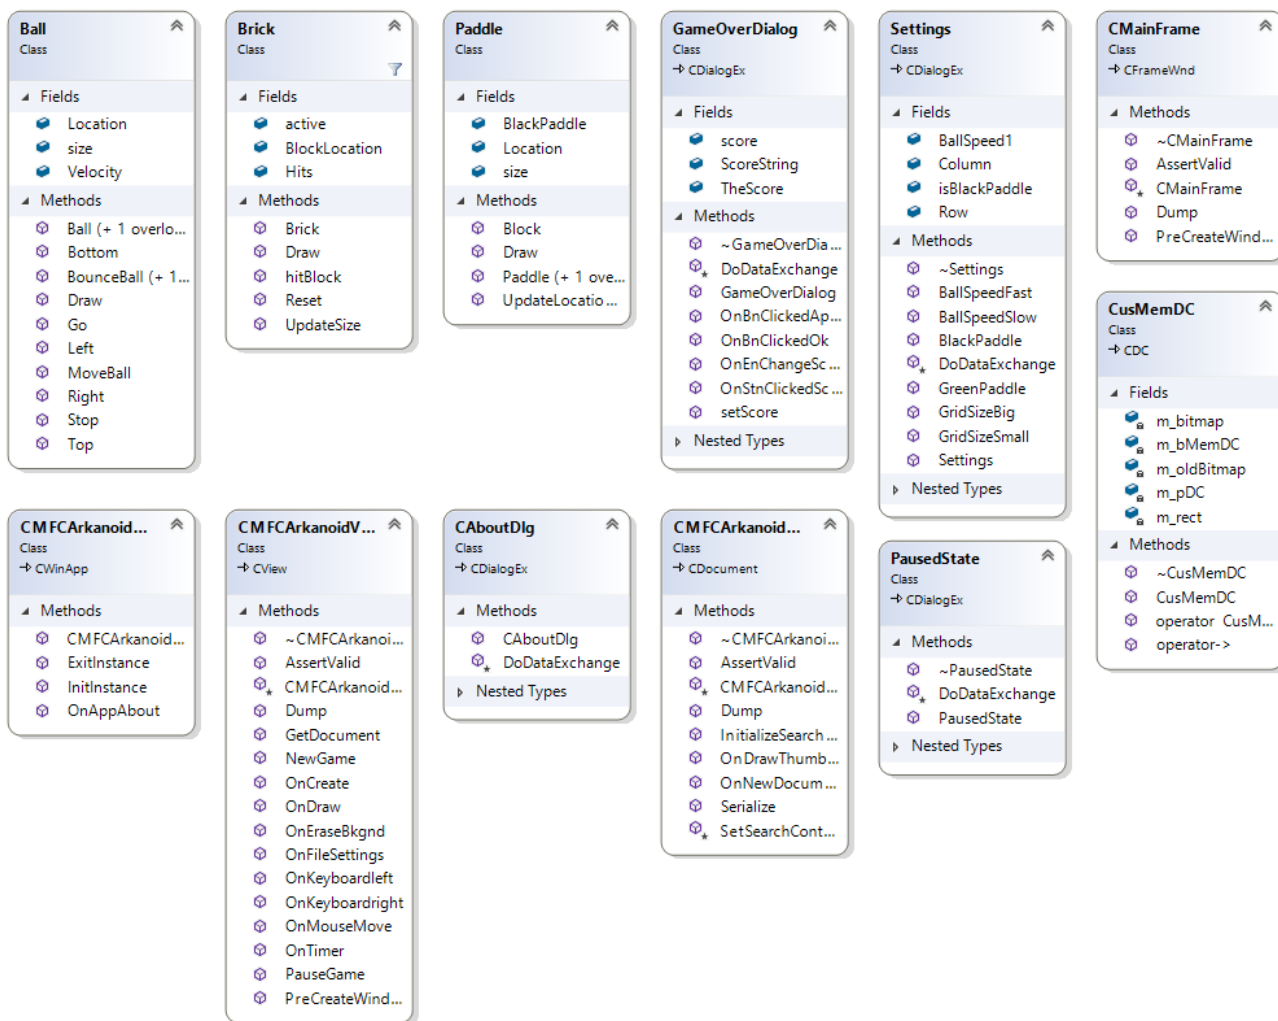 Ball
Class
Fields
Location
size
Velocity
Methods
Ball (+ 1 overlo...
Bottom
BounceBall (+ 1...
Draw
Go
Left
MoveBall
Right
Stop
Top
Brick
Class
Fields
active
BlockLocation
Hits
Methods
Brick
Draw
hitBlock
Reset
UpdateSize
Paddle
Class
Fields
BlackPaddle
Location
size
Methods
Block
Draw
Paddle (+ 1 ove...
UpdateLocatio...
GameOverDialog
Class
CDialogEx
Fields
score
ScoreString
TheScore
Methods
~GameOverDia...
DoDataExchange
GameOverDialog
OnBnClickedAp...
OnBnClickedOk
OnEnChangeSc...
OnStnClickedSc...
setScore
Nested Types
Settings
Class
CDialogEx
Fields
BallSpeed1
Column
isBlackPaddle
Row
Methods
~Settings
BallSpeedFast
BallSpeedSlow
BlackPaddle
DoDataExchange
GreenPaddle
GridSizeBig
GridSizeSmall
Settings
Nested Types
CMainFrame
Class
CFrameWnd
Methods
~CMainFrame
AssertValid
CMainFrame
Dump
PreCreateWind...
CusMemDC
Class
CDC
Fields
m_bitmap
m_bMemDC
m_oldBitmap
m_pDC
m_rect
Methods
~CusMemDC
CusMemDC
operator CusM...
operator->
CMFCArkanoid...
Class
CWinApp
Methods
CMFCArkanoid...
ExitInstance
InitInstance
OnAppAbout
CMFCArkanoidV...
Class
CView
Methods
~CMFCArkanoi...
AssertValid
CMFCArkanoid...
Dump
GetDocument
NewGame
OnCreate
OnDraw
OnEraseBkgnd
OnFileSettings
OnKeyboardleft
OnKeyboardright
OnMouseMove
OnTimer
PauseGame
PreCreateWind...
CAboutDlg
Class
CDialogEx
Methods
CAboutDlg
DoDataExchange
Nested Types
CMFCArkanoid...
Class
CDocument
Methods
~CMFCArkanoi...
AssertValid
CMFCArkanoid...
Dump
InitializeSearch...
OnDrawThumb...
OnNewDocum...
Serialize
SetSearchCont...
PausedState
Class
CDialogEx
Methods
~PausedState
DoDataExchange
PausedState
Nested Types